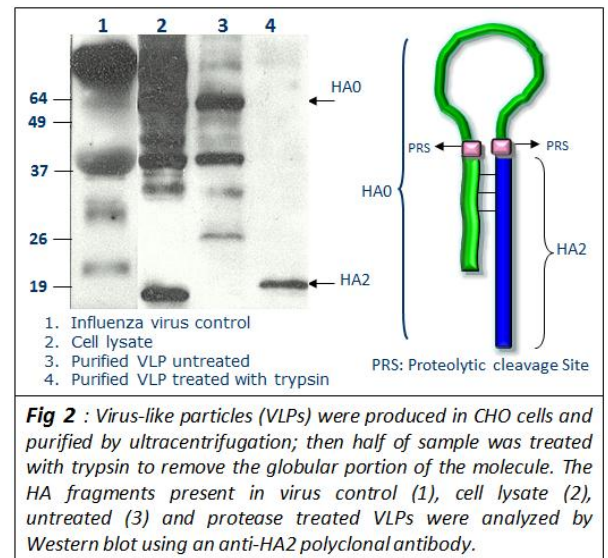 1 2 3 4
64
49
37
26
19
HA0
HA2
PRS
PRS
HA0
HA2
1. Influenza virus control
2. Cell lysate
3. Purified VLP untreated
4. Purified VLP treated with trypsin
PRS: Proteolytic cleavage Site
Fig 2 : Virus-like particles (VLPs) were produced in CHO cells and
purified by ultracentrifugation; then half of sample was treated
with trypsin to remove the globular portion of the molecule. The
HA fragments present in virus control (1), cell lysate (2),
untreated (3) and protease treated VLPs were analyzed by
Western blot using an anti-HA2 polyclonal antibody.